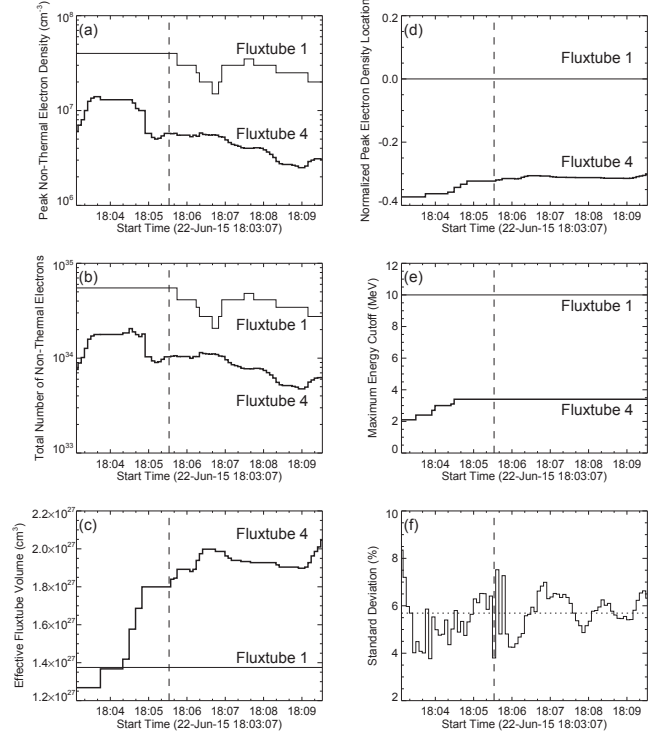 (a)
Peak Non-Thermal Electron Density (cm⁻³)
10⁸
10⁷
10⁶
Fluxtube 1
Fluxtube 4
18:04 18:05 18:06 18:07 18:08 18:09
Start Time (22-Jun-15 18:03:07)
(d)
Normalized Peak Electron Density Location
0.2
0.0
-0.2
-0.4
Fluxtube 1
Fluxtube 4
18:04 18:05 18:06 18:07 18:08 18:09
Start Time (22-Jun-15 18:03:07)
(b)
Total Number of Non-Thermal Electrons
10³⁵
10³⁴
10³³
Fluxtube 1
Fluxtube 4
18:04 18:05 18:06 18:07 18:08 18:09
Start Time (22-Jun-15 18:03:07)
(e)
Maximum Energy Cutoff (MeV)
12
10
8
6
4
2
0
Fluxtube 1
Fluxtube 4
18:04 18:05 18:06 18:07 18:08 18:09
Start Time (22-Jun-15 18:03:07)
(c)
Effective Fluxtube Volume (cm³)
2.2×10²⁷
2.0×10²⁷
1.8×10²⁷
1.6×10²⁷
1.4×10²⁷
1.2×10²⁷
Fluxtube 4
Fluxtube 1
18:04 18:05 18:06 18:07 18:08 18:09
Start Time (22-Jun-15 18:03:07)
(f)
Standard Deviation (%)
10
8
6
4
2
18:04 18:05 18:06 18:07 18:08 18:09
Start Time (22-Jun-15 18:03:07)